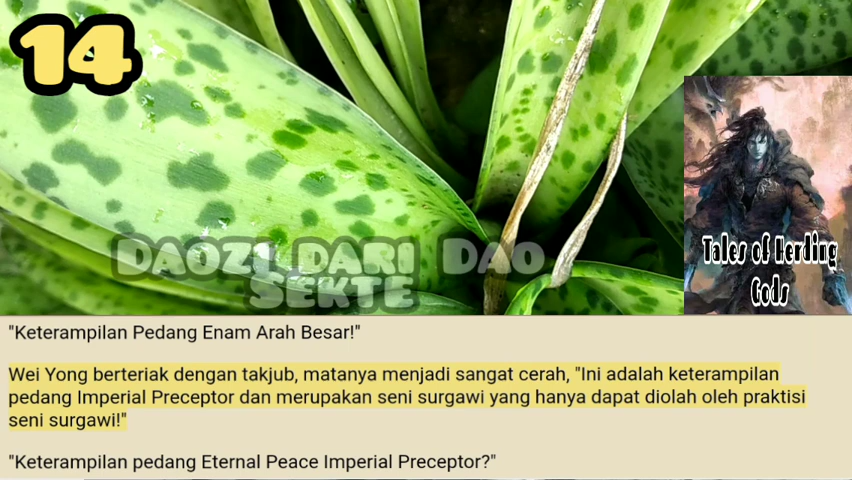 14
DAOZI DARI DAO
SEKTE
Tales of Herding
Gods
"Keterampilan Pedang Enam Arah Besar!"
Wei Yong berteriak dengan takjub, matanya menjadi sangat cerah, "Ini adalah keterampilan
pedang Imperial Preceptor dan merupakan seni surgawi yang hanya dapat diolah oleh praktisi
seni surgawi!"
"Keterampilan pedang Eternal Peace Imperial Preceptor?"